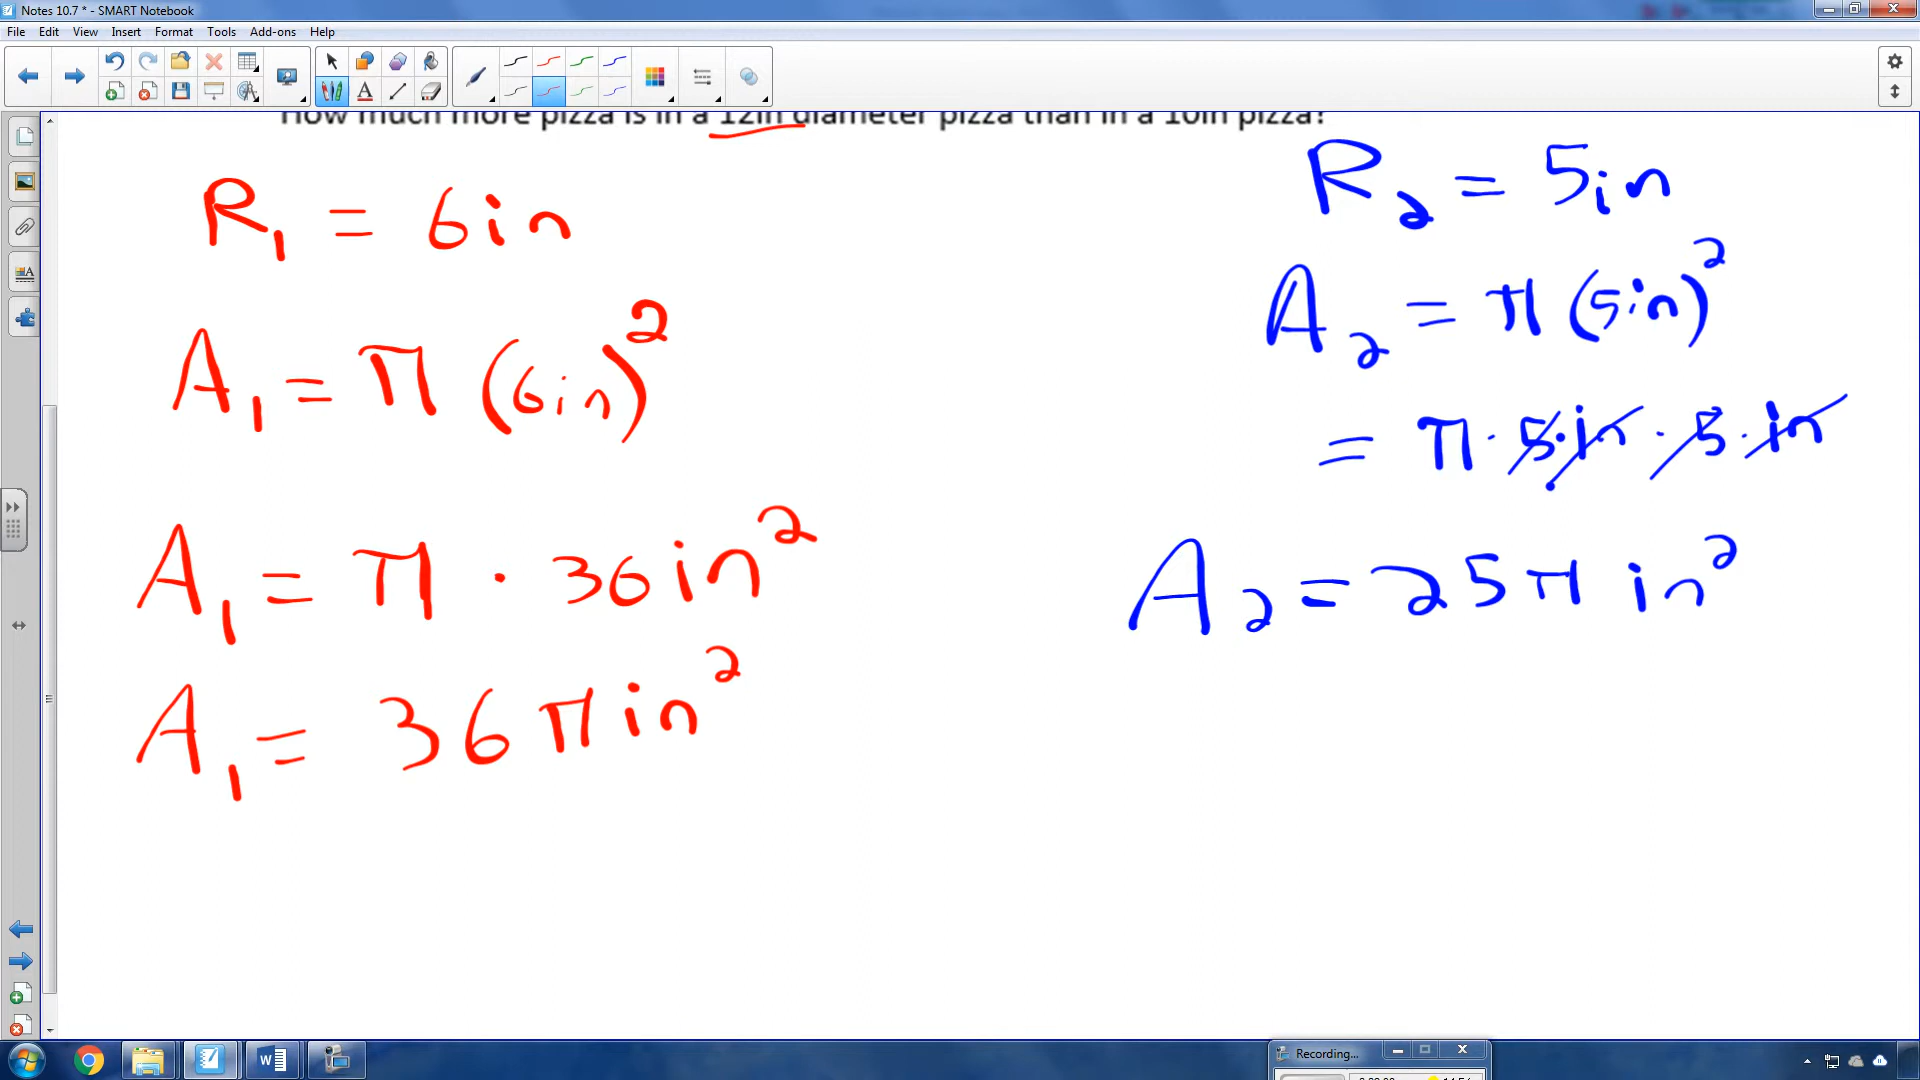 Notes 10.7 * - SMART Notebook
File Edit View Insert Format Tools Add-ons Help
How much more pizza is in a 12in diameter pizza than in a 10in pizza?
R₁ = 6in
A₁ = π (6in)²
A₁ = π · 36in²
A₁ = 36πin²
R₂ = 5in
A₂ = π(5in)²
= π·5·in·5·in
A₂ = 25π in²
Recording...